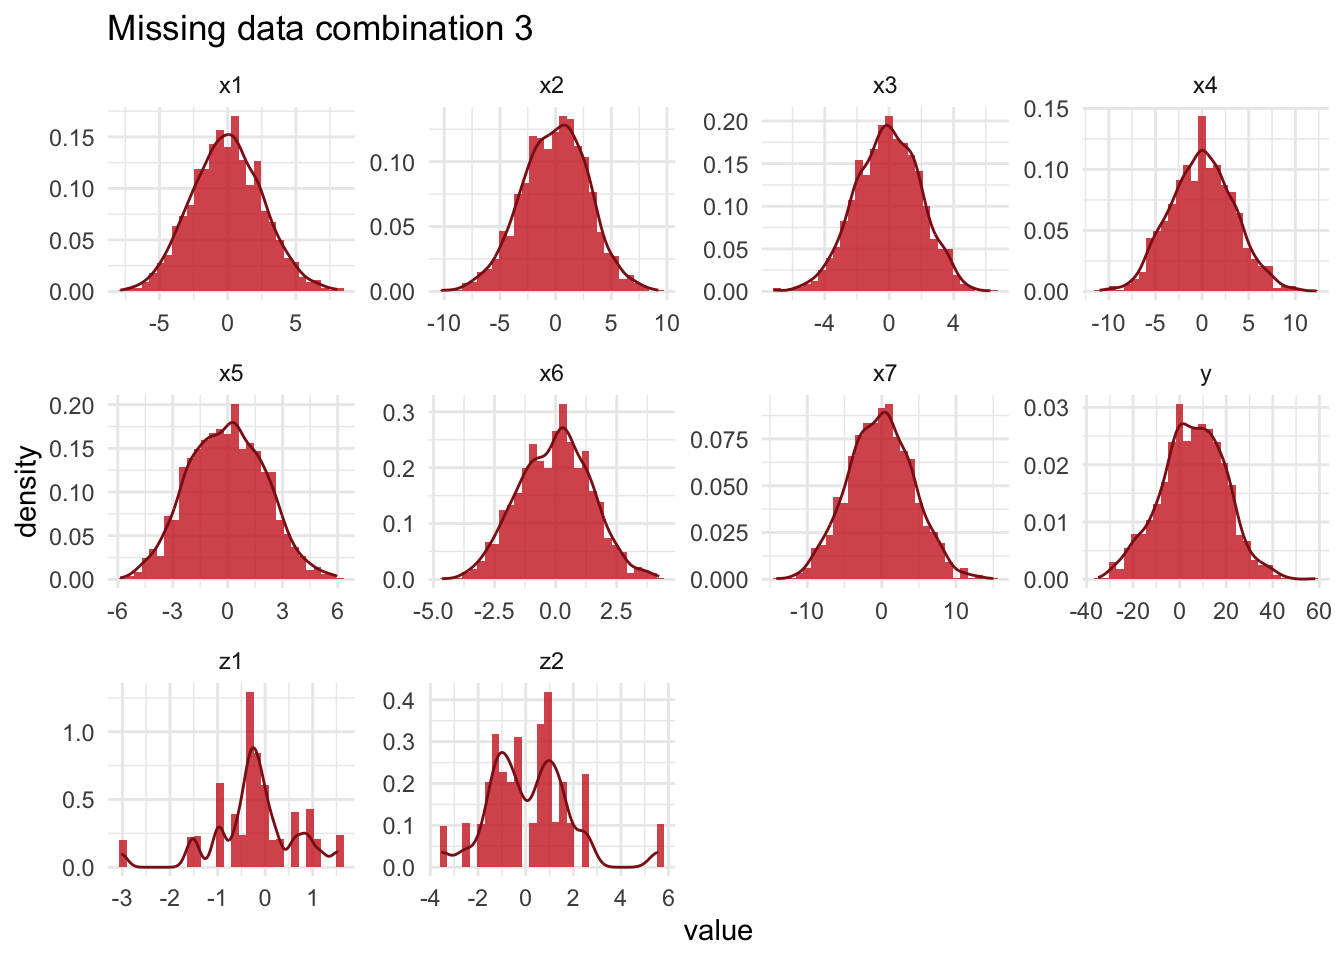 Missing data combination 3
x1
x2
x3
x4
0.15
0.10
0.05
0.00
-5 0 5
0.10
0.05
0.00
-10 -5 0 5 10
0.20
0.15
0.10
0.05
0.00
-4 0 4
0.15
0.10
0.05
0.00
-10 -5 0 5 10
x5
x6
x7
y
density
0.20
0.15
0.10
0.05
0.00
-6 -3 0 3 6
0.3
0.2
0.1
0.0
-5.0 -2.5 0.0 2.5
0.075
0.050
0.025
0.000
-10 0 10
0.03
0.02
0.01
0.00
-40 -20 0 20 40 60
z1
z2
1.0
0.5
0.0
-3 -2 -1 0 1
0.4
0.3
0.2
0.1
0.0
-4 -2 0 2 4 6
value